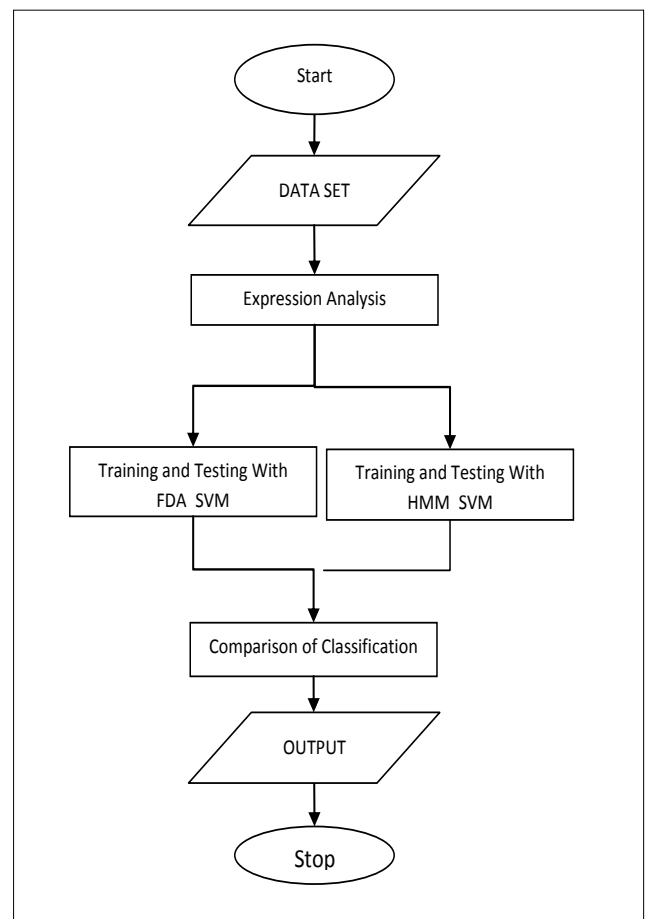 Start
DATA SET
Expression Analysis
Training and Testing With
FDA SVM
Training and Testing With
HMM SVM
Comparison of Classification
OUTPUT
Stop